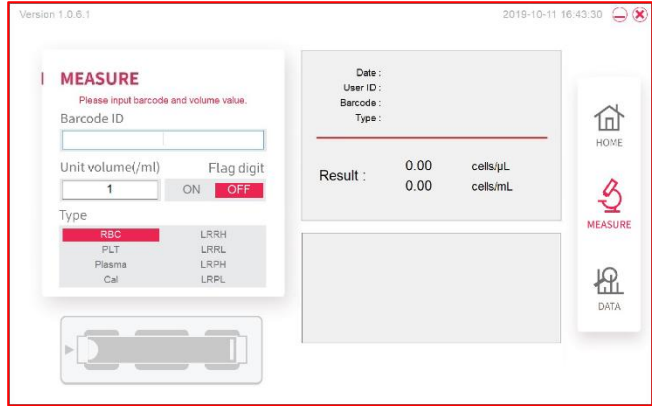 Version 1.0.6.1
2019-10-11 16:43:30
MEASURE
Please input barcode and volume value.
Barcode ID
Unit volume(/ml) Flag digit
1 ON OFF
Type
RBC LRRH
PLT LRRL
Plasma LRPH
Cal LRPL
Date :
User ID :
Barcode :
Type :
Result : 0.00 cells/µL
0.00 cells/mL
HOME
MEASURE
DATA